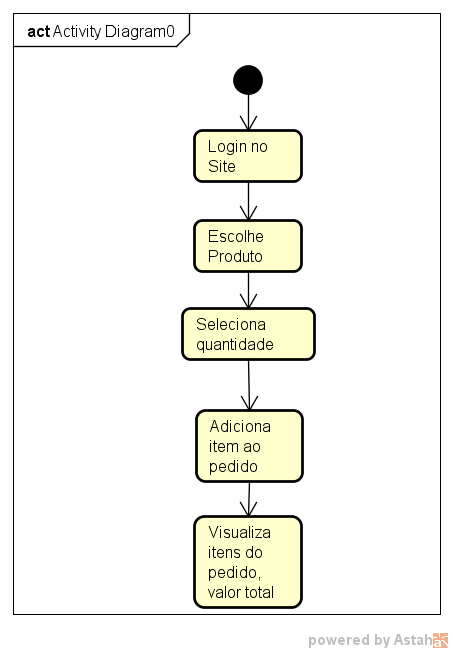 act Activity Diagram0
Login no
Site
Escolhe
Produto
Seleciona
quantidade
Adiciona
item ao
pedido
Visualiza
itens do
pedido,
valor total
powered by Astah